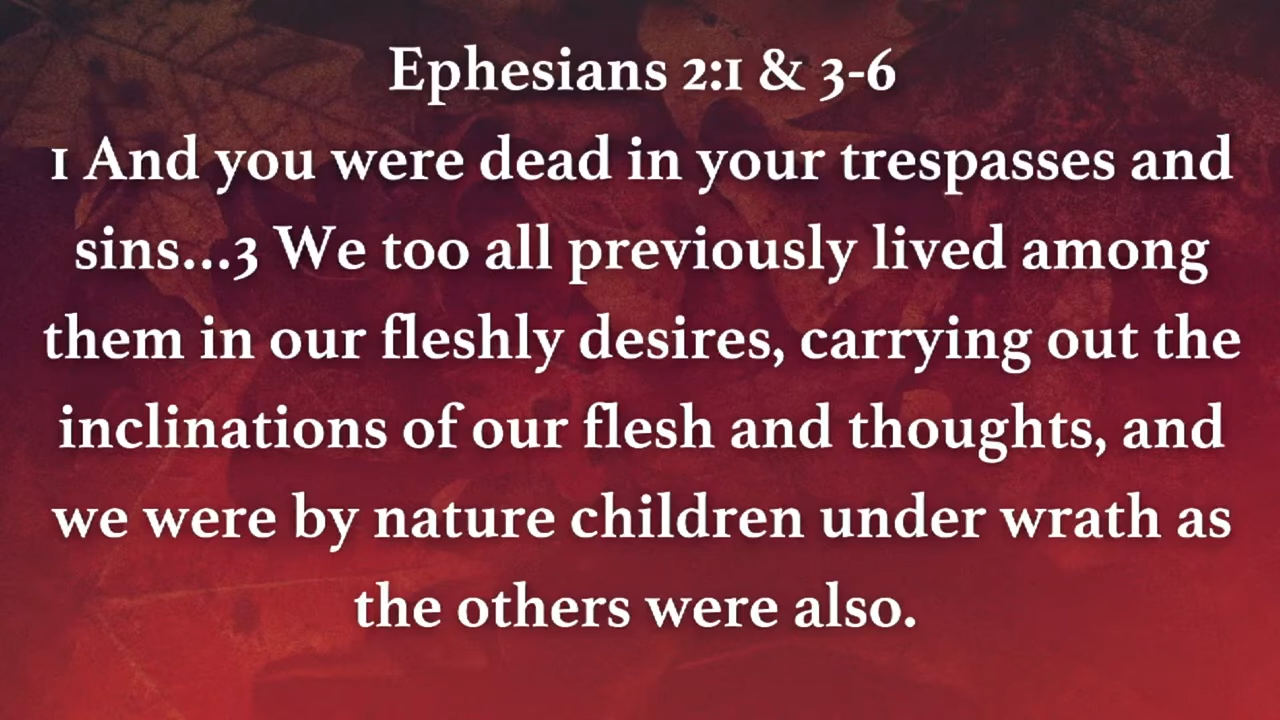 Ephesians 2:1 & 3-6
1 And you were dead in your trespasses and
sins...3 We too all previously lived among
them in our fleshly desires, carrying out the
inclinations of our flesh and thoughts, and
we were by nature children under wrath as
the others were also.